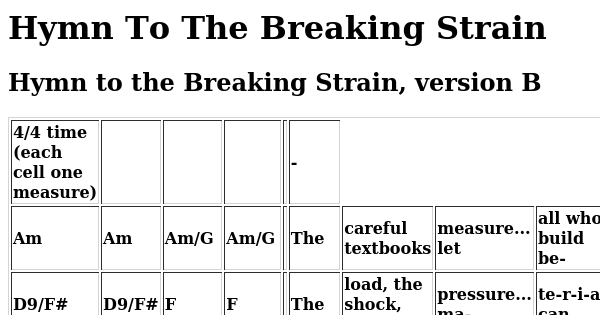 Hymn To The Breaking Strain
Hymn to the Breaking Strain, version B
4/4 time
(each
cell one
measure)
-
Am
Am
Am/G
Am/G
The
careful
textbooks
measure...
let
all who
build
be-
D9/F#
D9/F#
F
F
The
load, the
shock,
pressure...
ma-
te-r-i-a
can